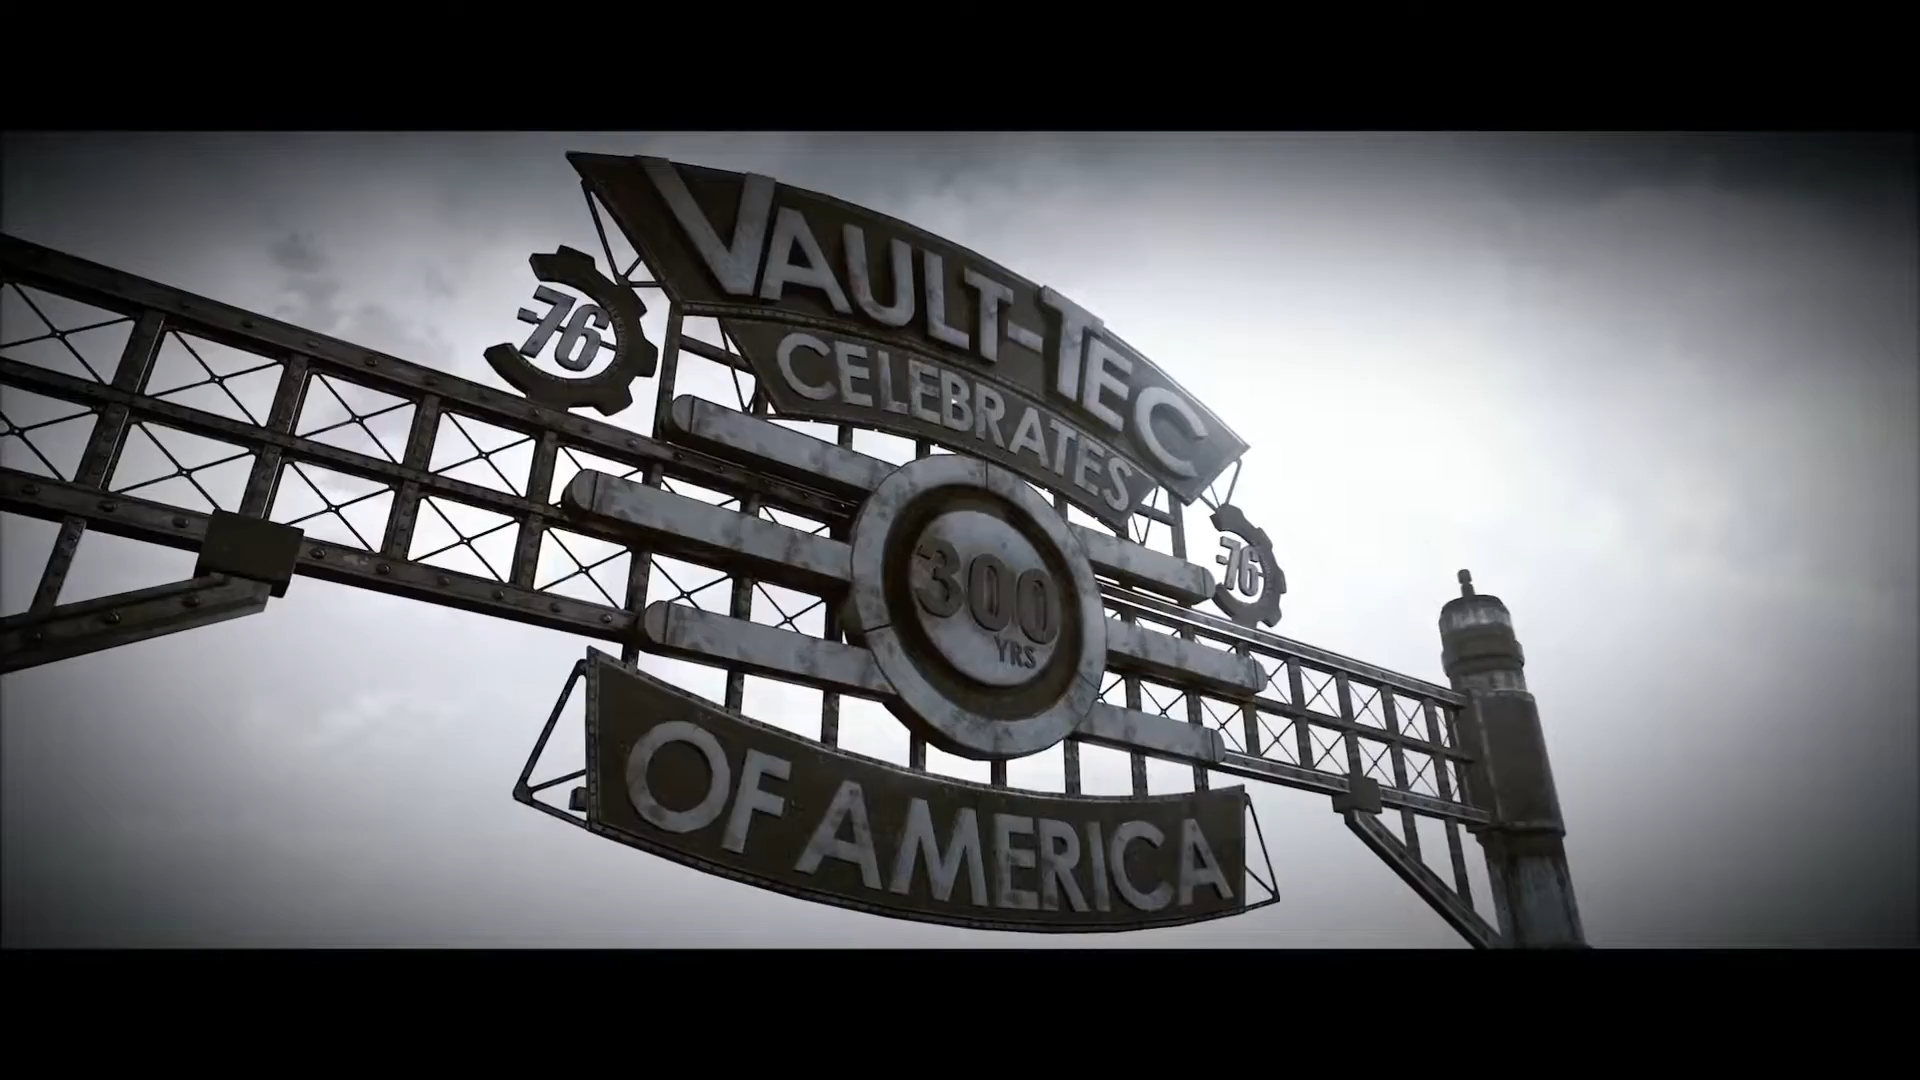 VAULT-TEC
CELEBRATES
76
76
300
YRS
OF AMERICA